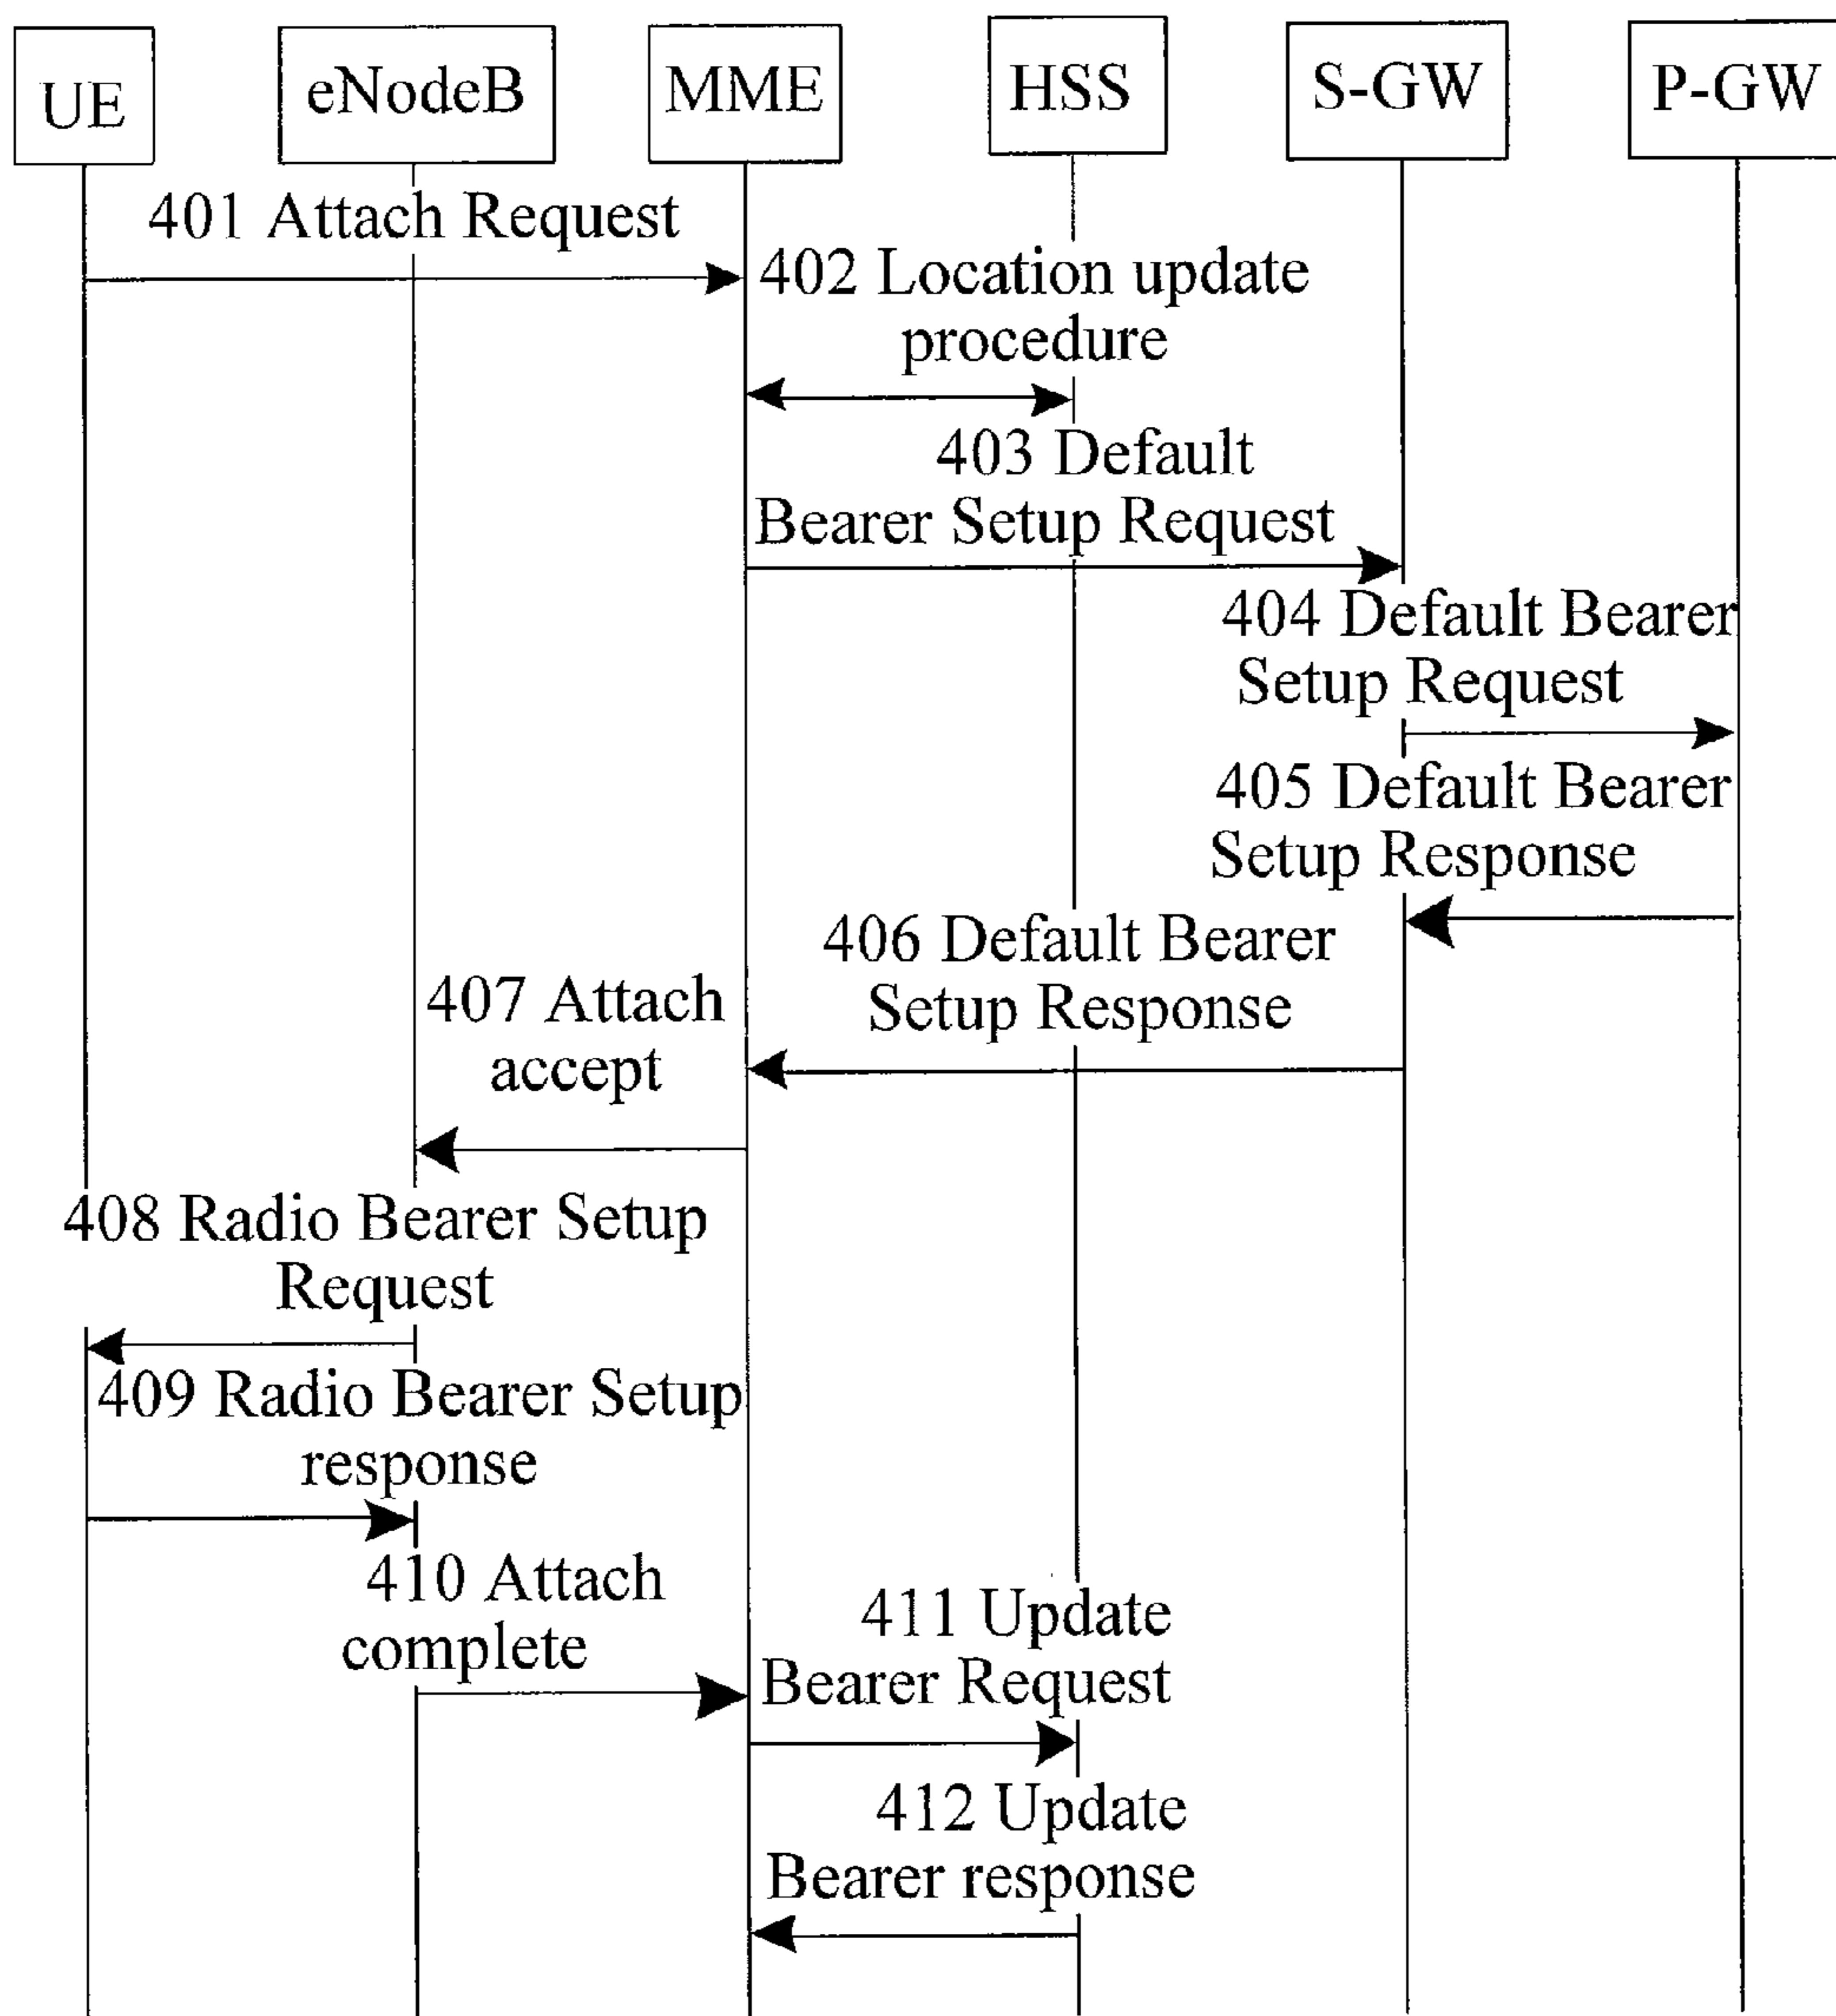 UE
eNodeB
MME
HSS
S-GW
P-GW
401 Attach Request
402 Location update
procedure
403 Default
Bearer Setup Request
404 Default Bearer
Setup Request
405 Default Bearer
Setup Response
406 Default Bearer
Setup Response
407 Attach
accept
408 Radio Bearer Setup
Request
409 Radio Bearer Setup
response
410 Attach
complete
411 Update
Bearer Request
412 Update
Bearer response